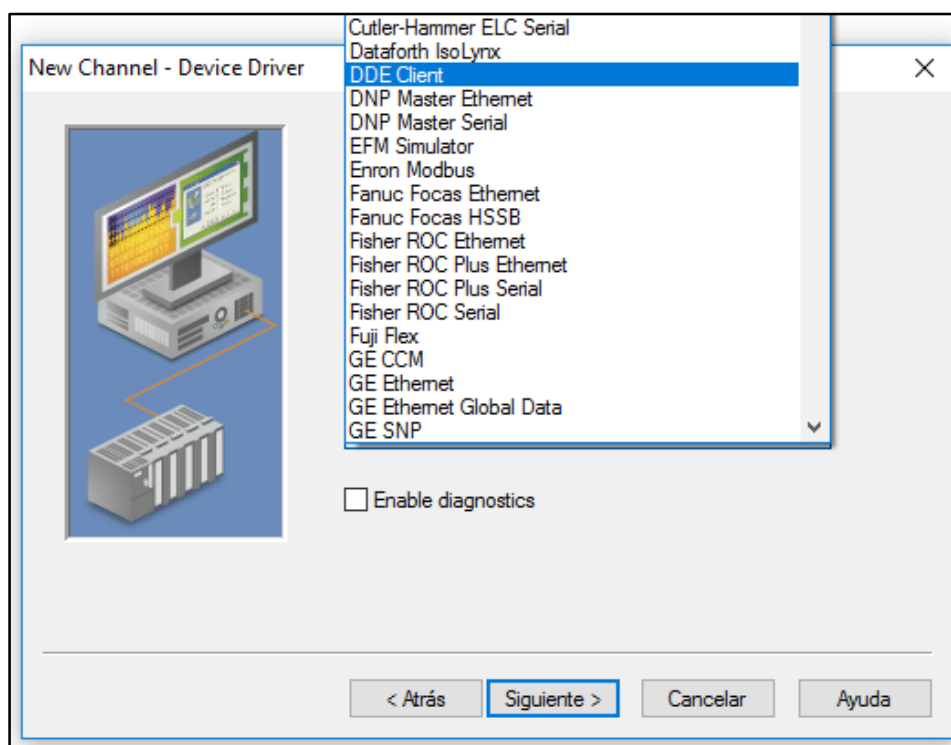 Cutler-Hammer ELC Serial
New Channel - Device Driver
Dataforth IsoLynx
DDE Client
DNP Master Ethernet
DNP Master Serial
EFM Simulator
Enron Modbus
Fanuc Focas Ethernet
Fanuc Focas HSSB
Fisher ROC Ethernet
Fisher ROC Plus Ethernet
Fisher ROC Plus Serial
Fisher ROC Serial
Fuji Flex
GE CCM
GE Ethernet
GE Ethernet Global Data
GE SNP
Enable diagnostics
< Atrás
Siguiente >
Cancelar
Ayuda